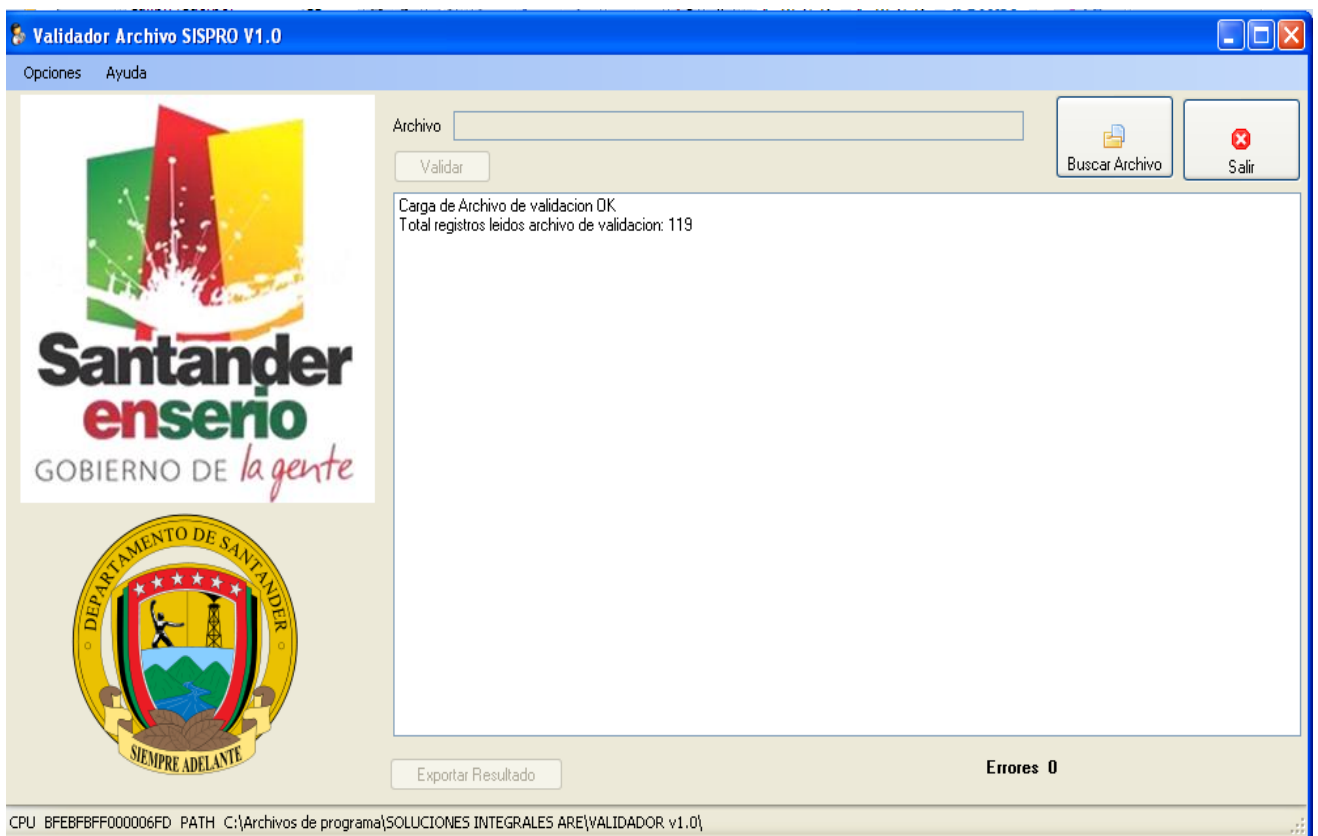 Validador Archivo SISPRO V1.0
Opciones Ayuda
Archivo
Buscar Archivo
Salir
Validar
Carga de Archivo de validacion OK
Total registros leidos archivo de validacion: 119
Santander
enserio
GOBIERNO DE la gente
DEPARTAMENTO DE SANTANDER
SIEMPRE ADELANTE
Exportar Resultado
Errores 0
CPU BFEBFBFF000006FD PATH C:\Archivos de programa\SOLUCIONES INTEGRALES ARE\VALIDADOR v1.0\